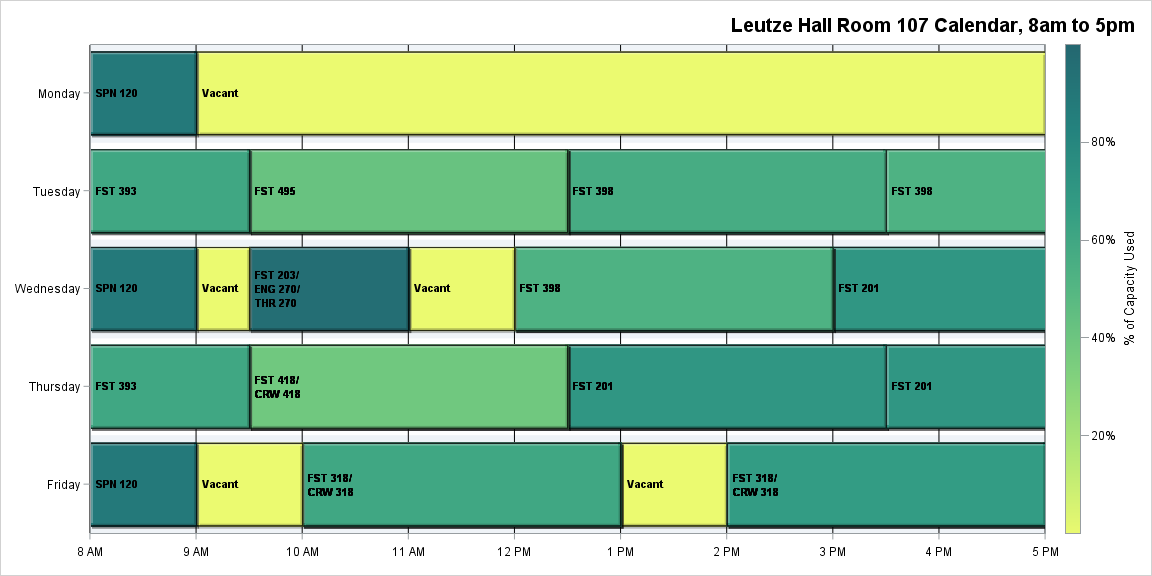 Leutze Hall Room 107 Calendar, 8am to 5pm
Monday
SPN 120
Vacant
Tuesday
FST 393
FST 495
FST 398
FST 398
Wednesday
SPN 120
Vacant
FST 203/
ENG 270/
THR 270
Vacant
FST 398
FST 201
Thursday
FST 393
FST 418/
CRW 418
FST 201
FST 201
Friday
SPN 120
Vacant
FST 318/
CRW 318
Vacant
FST 318/
CRW 318
8 AM
9 AM
10 AM
11 AM
12 PM
1 PM
2 PM
3 PM
4 PM
5 PM
80%
60%
40%
20%
% of Capacity Used